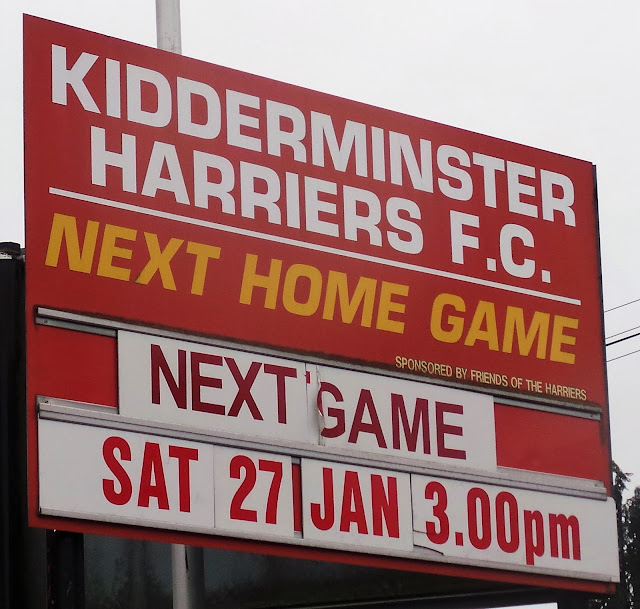 KIDDERMINSTER
HARRIERS F.C.
NEXT HOME GAME
SPONSORED BY FRIENDS OF THE HARRIERS
NEXT GAME
SAT 27 JAN 3.00pm